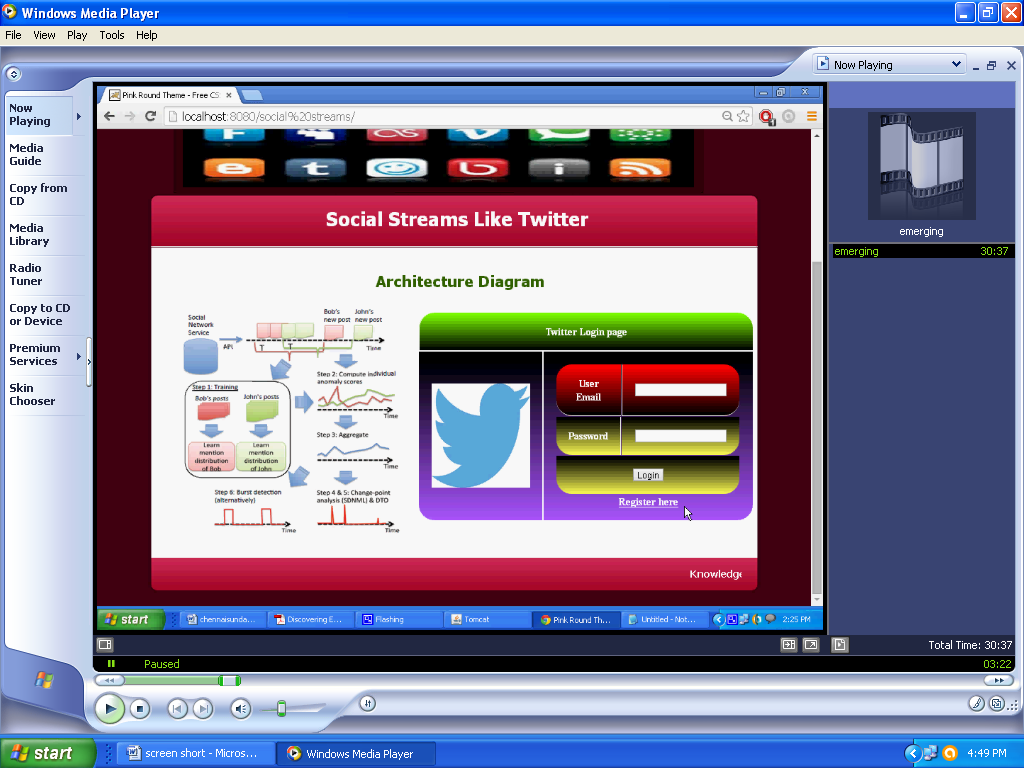 Windows Media Player
File View Play Tools Help
Now Playing
Now
Playing
Media
Guide
Copy from
CD
Media
Library
Radio
Tuner
Copy to CD
or Device
Premium
Services
Skin
Chooser
Pink Round Theme - Free CS
localhost:8080/social%20streams/
Social Streams Like Twitter
Architecture Diagram
Social
Network
Service
API
Bob's
new post
John's
new post
T
T
Time
Step 1: Training
Bob's posts
John's posts
Learn
mention
distribution
of Bob
Learn
mention
distribution
of John
Step 2: Compute individual
anomaly scores
Time
Step 3: Aggregate
Time
Step 4 & 5: Change-point
analysis (SDNML) & DTO
Time
Step 6: Burst detection
(alternatively)
Time
Twitter Login page
User
Email
Password
Login
Register here
Knowledge
start
chennaisunda...
Discovering E...
Flashing
Tomcat
Pink Round Th...
Untitled - Not...
2:25 PM
emerging
emerging 30:37
Total Time: 30:37
Paused
03:22
start
screen short - Micros...
Windows Media Player
4:49 PM